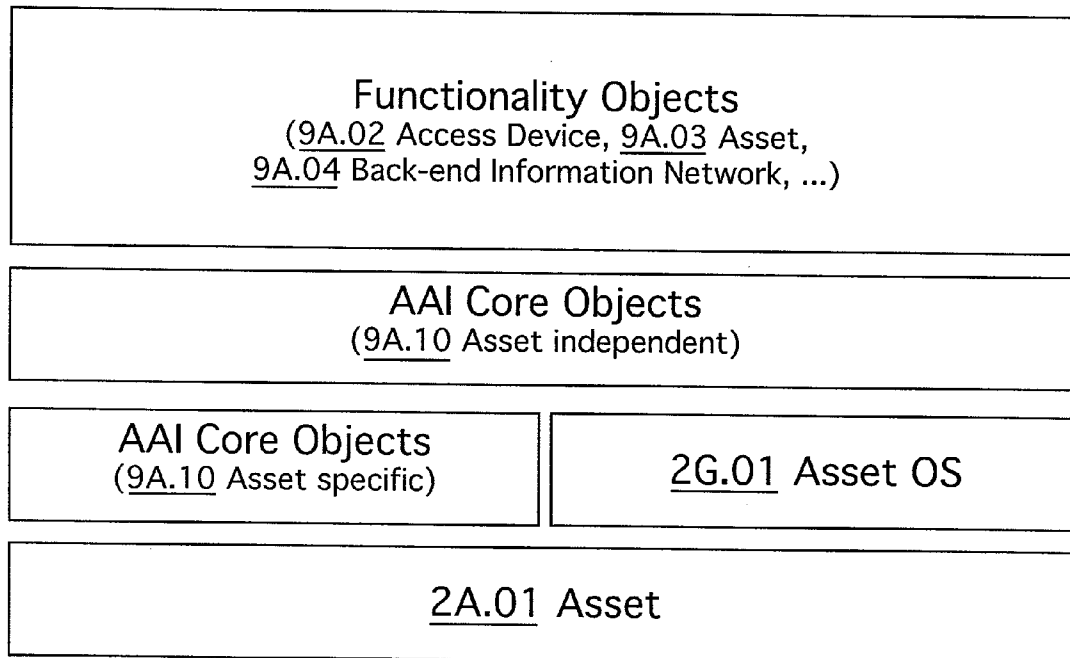 Functionality Objects
(9A.02 Access Device, 9A.03 Asset,
9A.04 Back-end Information Network, ...)
AAI Core Objects
(9A.10 Asset independent)
AAI Core Objects
(9A.10 Asset specific)
2G.01 Asset OS
2A.01 Asset